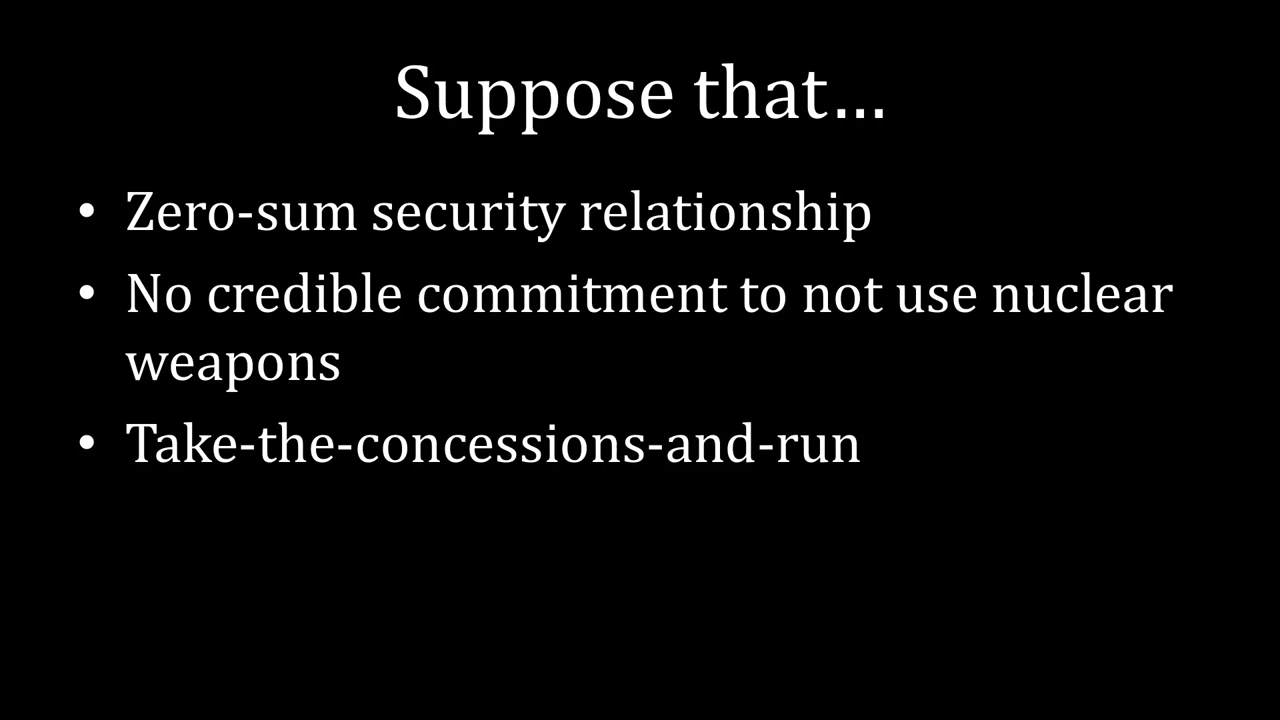 Suppose that…
• Zero-sum security relationship
• No credible commitment to not use nuclear
weapons
• Take-the-concessions-and-run